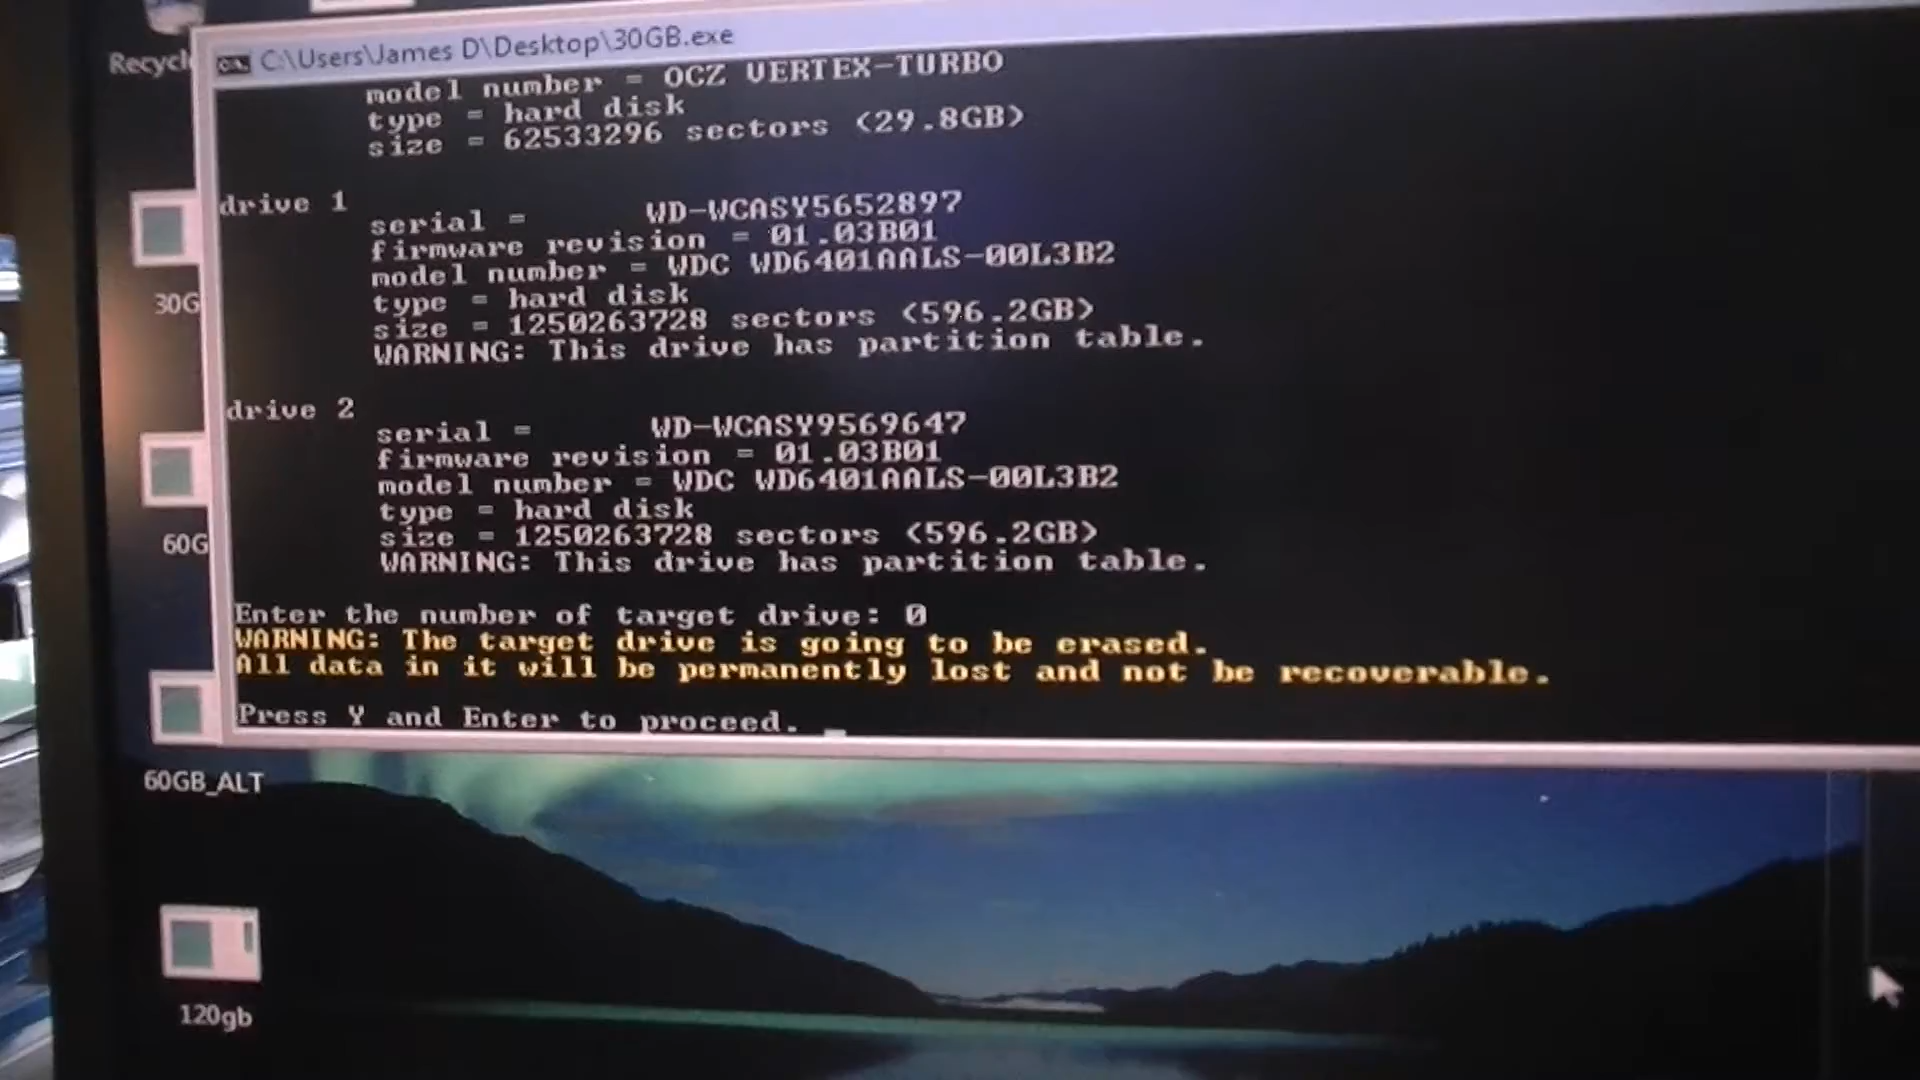 Recycl
C:\Users\James D\Desktop\30GB.exe
model number = OCZ VERTEX-TURBO
type = hard disk
size = 62533296 sectors (29.8GB)
drive 1
serial = WD-WCASY5652897
firmware revision = 01.03B01
model number = WDC WD6401AALS-00L3B2
type = hard disk
size = 1250263728 sectors (596.2GB)
WARNING: This drive has partition table.
drive 2
serial = WD-WCASY9569647
firmware revision = 01.03B01
model number = WDC WD6401AALS-00L3B2
type = hard disk
size = 1250263728 sectors (596.2GB)
WARNING: This drive has partition table.
Enter the number of target drive: 0
WARNING: The target drive is going to be erased.
All data in it will be permanently lost and not be recoverable.
Press Y and Enter to proceed.
30G
60G
60GB_ALT
120gb